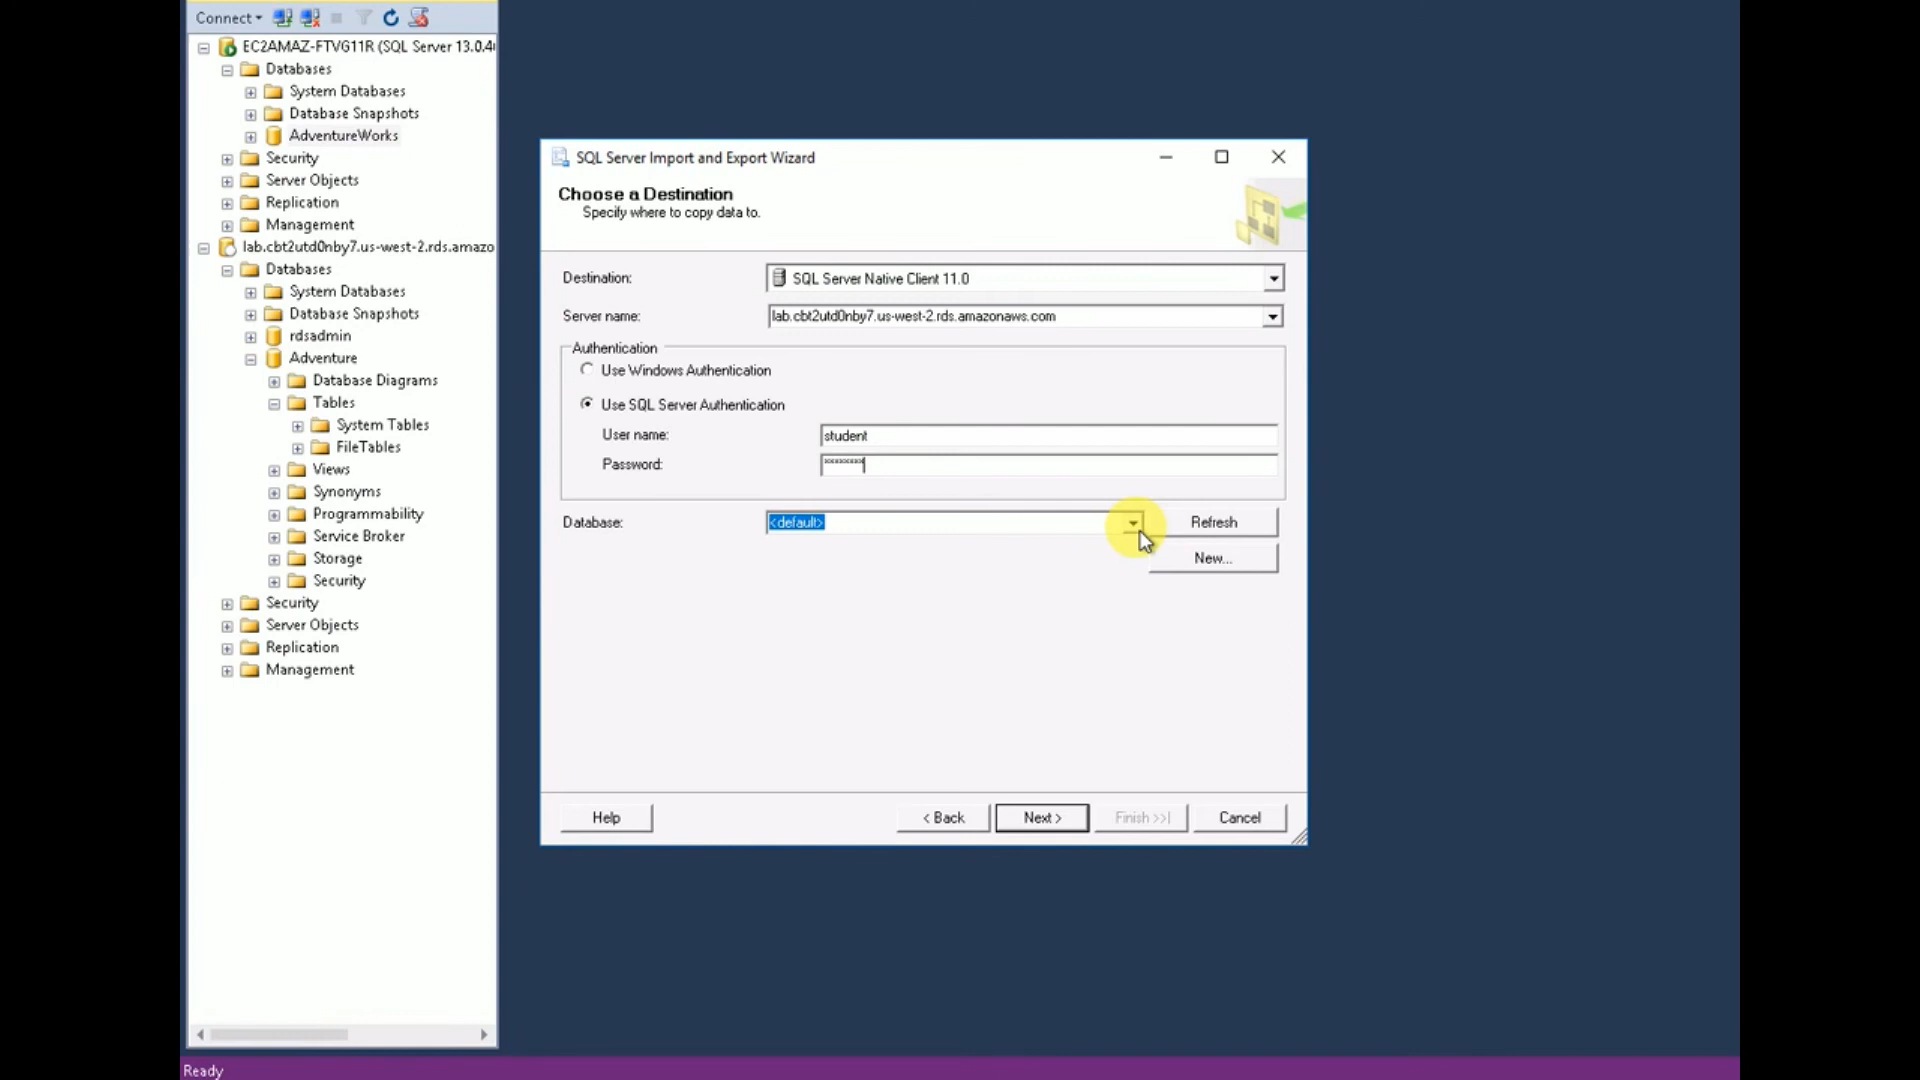 Connect
EC2AMAZ-FTVG11R (SQL Server 13.0.4
Databases
System Databases
Database Snapshots
AdventureWorks
Security
Server Objects
Replication
Management
lab.cbt2utd0nby7.us-west-2.rds.amazo
Databases
System Databases
Database Snapshots
rdsadmin
Adventure
Database Diagrams
Tables
System Tables
FileTables
Views
Synonyms
Programmability
Service Broker
Storage
Security
Security
Server Objects
Replication
Management
Ready
SQL Server Import and Export Wizard
Choose a Destination
Specify where to copy data to.
Destination: SQL Server Native Client 11.0
Server name: lab.cbt2utd0nby7.us-west-2.rds.amazonaws.com
Authentication
Use Windows Authentication
Use SQL Server Authentication
User name: student
Password: ********
Database: <default> Refresh
New...
Help < Back Next > Finish >>| Cancel